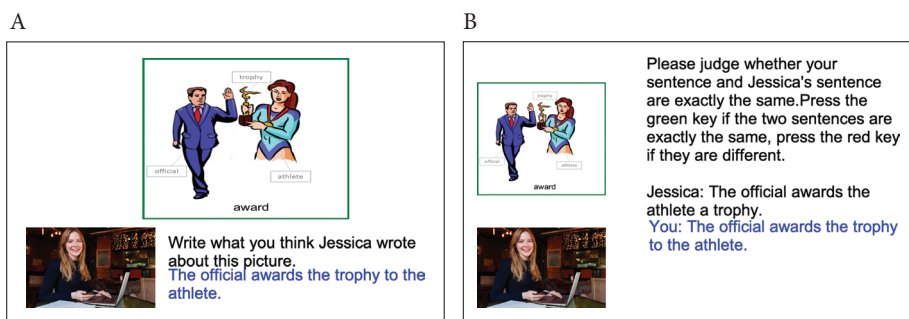 A
trophy
official
athlete
award
Write what you think Jessica wrote
about this picture.
The official awards the trophy to the
athlete.
B
trophy
official
athlete
award
Please judge whether your
sentence and Jessica's sentence
are exactly the same.Press the
green key if the two sentences are
exactly the same, press the red key
if they are different.
Jessica: The official awards the
athlete a trophy.
You: The official awards the trophy
to the athlete.